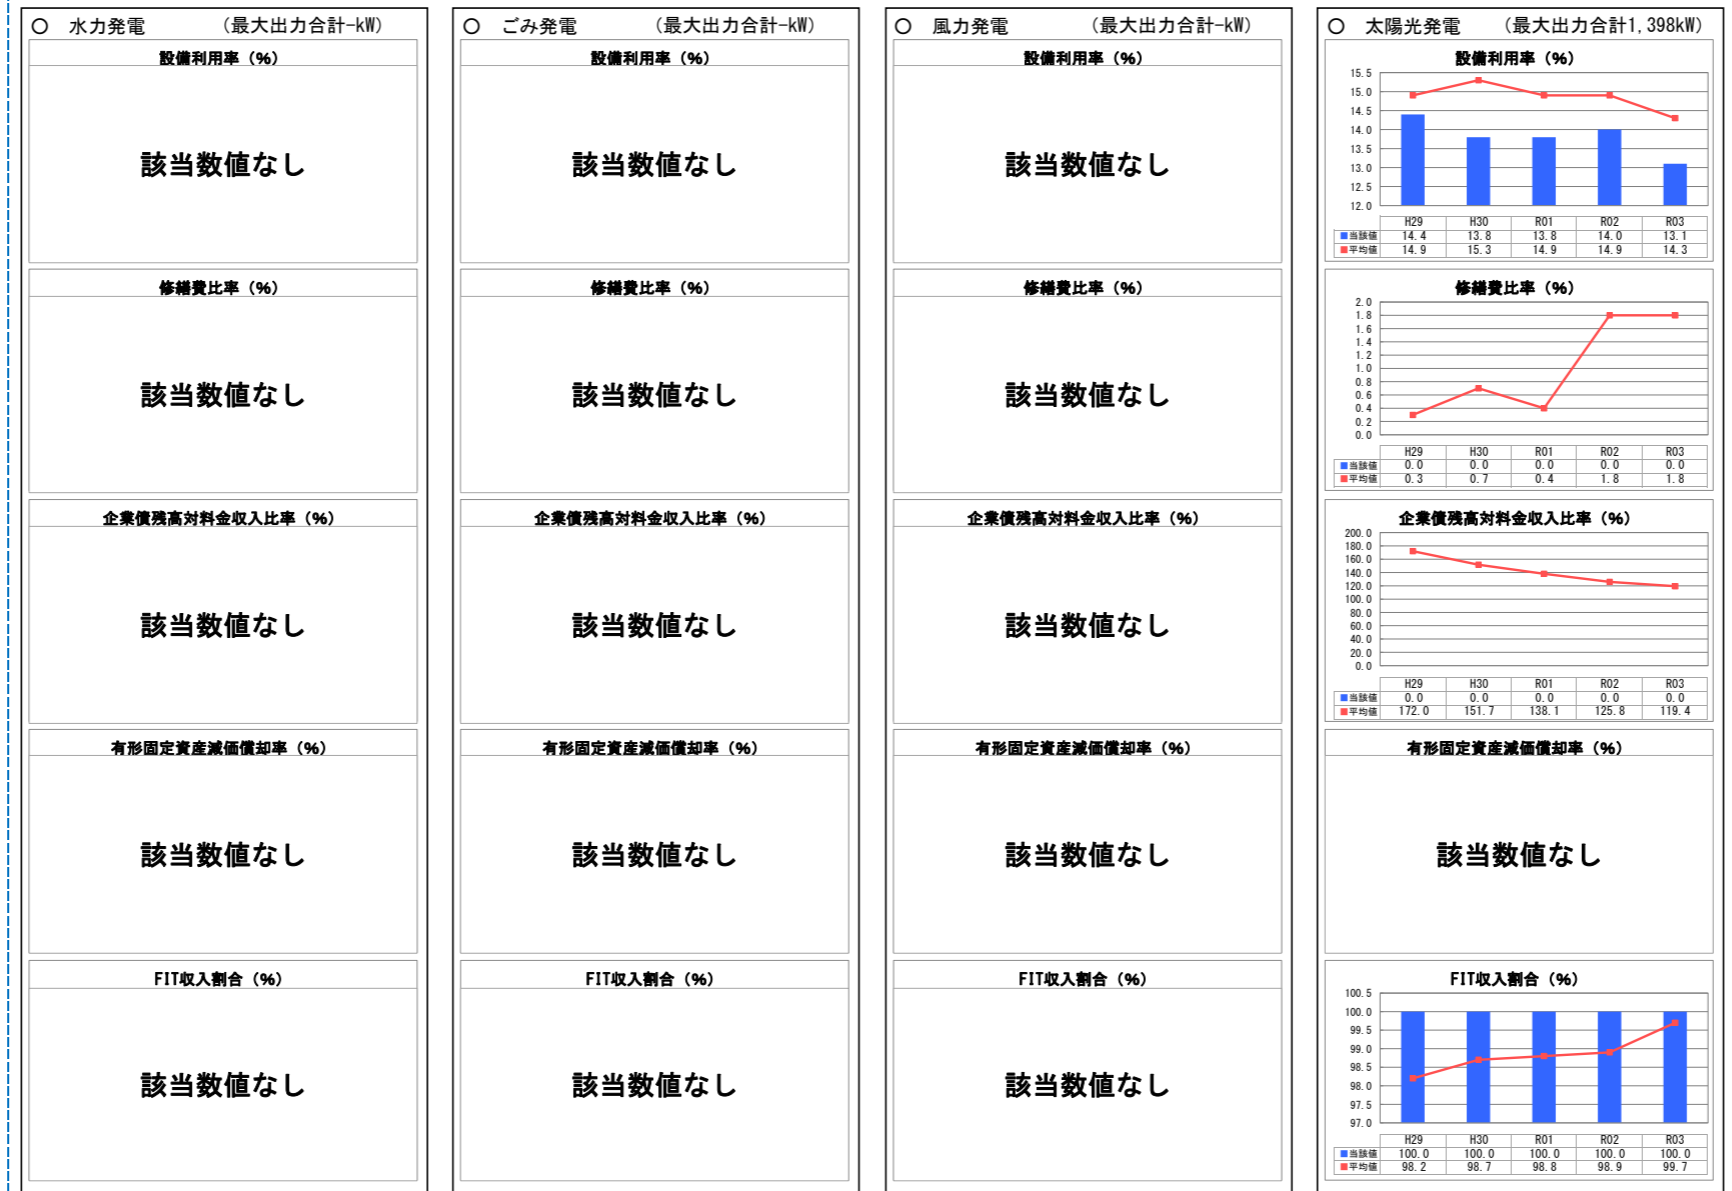 ○ 水力発電 （最大出力合計-kW）
設備利用率（%）
該当数値なし
修繕費比率（%）
該当数値なし
企業債残高対料金収入比率（%）
該当数値なし
有形固定資産減価償却率（%）
該当数値なし
FIT収入割合（%）
該当数値なし
○ ごみ発電 （最大出力合計-kW）
設備利用率（%）
該当数値なし
修繕費比率（%）
該当数値なし
企業債残高対料金収入比率（%）
該当数値なし
有形固定資産減価償却率（%）
該当数値なし
FIT収入割合（%）
該当数値なし
○ 風力発電 （最大出力合計-kW）
設備利用率（%）
該当数値なし
修繕費比率（%）
該当数値なし
企業債残高対料金収入比率（%）
該当数値なし
有形固定資産減価償却率（%）
該当数値なし
FIT収入割合（%）
該当数値なし
○ 太陽光発電 （最大出力合計1,398kW）
設備利用率（%）
15.5
15.0
14.5
14.0
13.5
13.0
12.5
12.0
H29 H30 R01 R02 R03
当該値 14.4 13.8 13.8 14.0 13.1
平均値 14.9 15.3 14.9 14.9 14.3
修繕費比率（%）
2.0
1.8
1.6
1.4
1.2
1.0
0.8
0.6
0.4
0.2
0.0
H29 H30 R01 R02 R03
当該値 0.0 0.0 0.0 0.0 0.0
平均値 0.3 0.7 0.4 1.8 1.8
企業債残高対料金収入比率（%）
200.0
180.0
160.0
140.0
120.0
100.0
80.0
60.0
40.0
20.0
0.0
H29 H30 R01 R02 R03
当該値 0.0 0.0 0.0 0.0 0.0
平均値 172.0 151.7 138.1 125.8 119.4
有形固定資産減価償却率（%）
該当数値なし
FIT収入割合（%）
100.5
100.0
99.5
99.0
98.5
98.0
97.5
97.0
H29 H30 R01 R02 R03
当該値 100.0 100.0 100.0 100.0 100.0
平均値 98.2 98.7 98.8 98.9 99.7